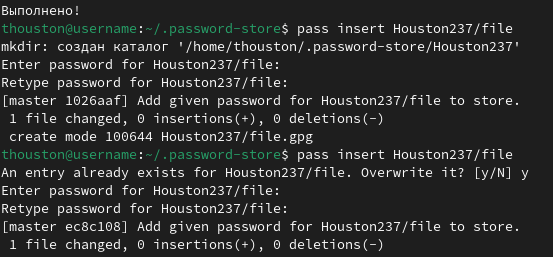 Выполнено!
thouston@username:~/.password-store$ pass insert Houston237/file
mkdir: создан каталог '/home/thouston/.password-store/Houston237'
Enter password for Houston237/file:
Retype password for Houston237/file:
[master 1026aaf] Add given password for Houston237/file to store.
 1 file changed, 0 insertions(+), 0 deletions(-)
 create mode 100644 Houston237/file.gpg
thouston@username:~/.password-store$ pass insert Houston237/file
An entry already exists for Houston237/file. Overwrite it? [y/N] y
Enter password for Houston237/file:
Retype password for Houston237/file:
[master ec8c108] Add given password for Houston237/file to store.
 1 file changed, 0 insertions(+), 0 deletions(-)